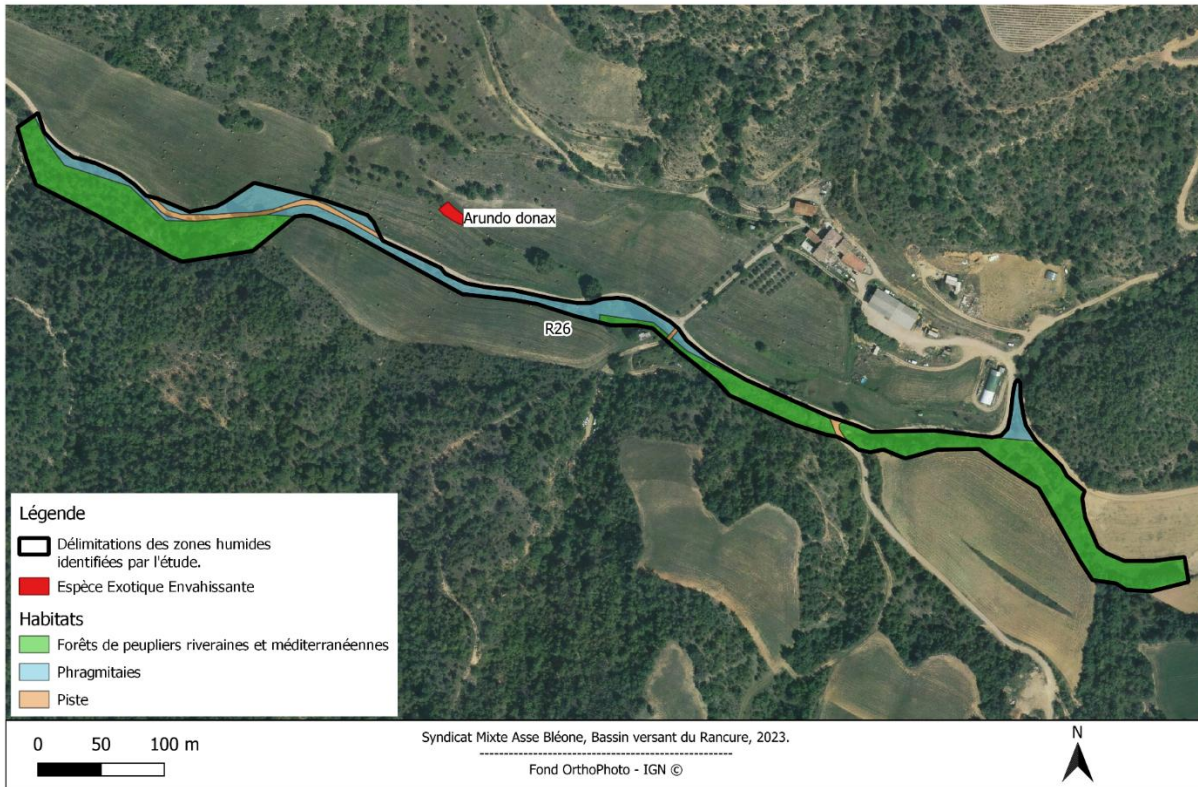 Arundo donax
R26
Légende
Délimitations des zones humides
identifiées par l'étude.
Espèce Exotique Envahissante
Habitats
Forêts de peupliers riveraines et méditerranéennes
Phragmitaies
Piste
0 50 100 m
Syndicat Mixte Asse Bléone, Bassin versant du Rancure, 2023.
Fond OrthoPhoto - IGN ©
N